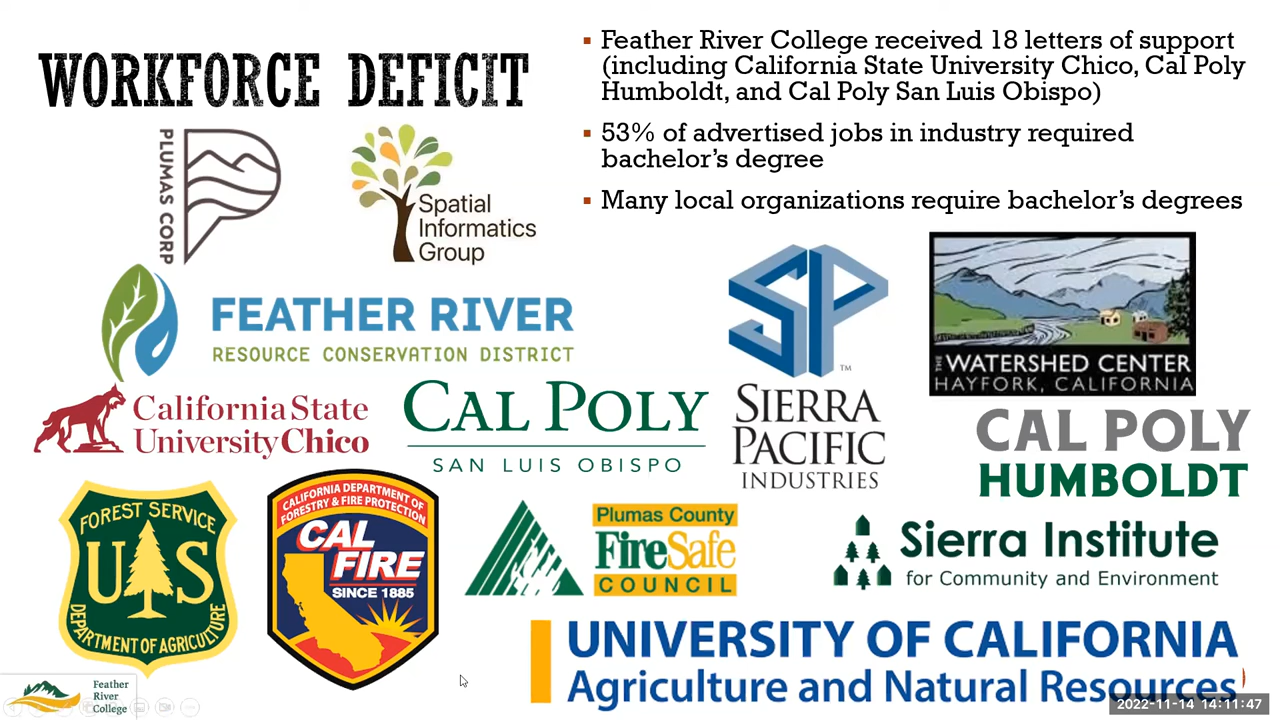 WORKFORCE DEFICIT
▪ Feather River College received 18 letters of support
(including California State University Chico, Cal Poly
Humboldt, and Cal Poly San Luis Obispo)
▪ 53% of advertised jobs in industry required
bachelor's degree
▪ Many local organizations require bachelor's degrees
PLUMAS CORP
Spatial
Informatics
Group
FEATHER RIVER
RESOURCE CONSERVATION DISTRICT
SP
TM
SIERRA
PACIFIC
INDUSTRIES
THE
WATERSHED CENTER
HAYFORK, CALIFORNIA
California State
University Chico
CAL POLY
SAN LUIS OBISPO
CAL POLY
HUMBOLDT
FOREST SERVICE
U S
DEPARTMENT OF AGRICULTURE
CALIFORNIA DEPARTMENT OF
FORESTRY & FIRE PROTECTION
CAL
FIRE
SINCE 1885
Plumas County
FireSafe
COUNCIL
Sierra Institute
for Community and Environment
UNIVERSITY OF CALIFORNIA
Agriculture and Natural Resources
Feather
River
College
2022-11-14 14:11:47